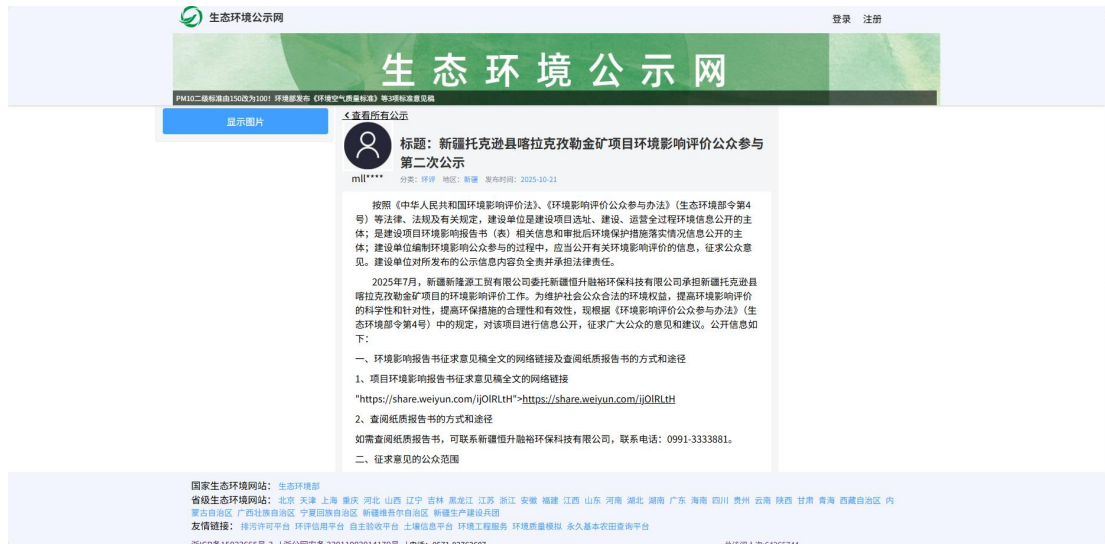 生态环境公示网
登录 注册
生态环境公示网
PM10二级标准由150改为100！环境部发布《环境空气质量标准》等3项标准意见稿
显示图片
查看所有公示
标题：新疆托克逊县喀拉克孜勒金矿项目环境影响评价公众参与
第二次公示
mll****
分类：环评 地区：新疆 发布时间：2025-10-21
按照《中华人民共和国环境影响评价法》、《环境影响评价公众参与办法》（生态环境部令第4
号）等法律、法规及有关规定，建设单位是建设项目选址、建设、运营全过程环境信息公开的主
体；是建设项目环境影响报告书（表）相关信息和审批后环境保护措施落实情况信息公开的主
体；建设单位编制环境影响公众参与的过程中，应当公开有关环境影响评价的信息，征求公众意
见。建设单位对所发布的公示信息内容负全责并承担法律责任。
2025年7月，新疆新隆源工贸有限公司委托新疆恒升融裕环保科技有限公司承担新疆托克逊县
喀拉克孜勒金矿项目的环境影响评价工作。为维护社会公众合法的环境权益，提高环境影响评价
的科学性和针对性，提高环保措施的合理性和有效性，现根据《环境影响评价公众参与办法》（生
态环境部令第4号）中的规定，对该项目进行信息公开，征求广大公众的意见和建议。公开信息如
下：
一、环境影响报告书征求意见稿全文的网络链接及查阅纸质报告书的方式和途径
1、项目环境影响报告书征求意见稿全文的网络链接
"https://share.weiyun.com/ijOlRLtH">https://share.weiyun.com/ijOlRLtH
2、查阅纸质报告书的方式和途径
如需查阅纸质报告书，可联系新疆恒升融裕环保科技有限公司，联系电话：0991-3333881。
二、征求意见的公众范围
国家生态环境网站： 生态环境部
省级生态环境网站： 北京 天津 上海 重庆 河北 山西 辽宁 吉林 黑龙江 江苏 浙江 安徽 福建 江西 山东 河南 湖北 湖南 广东 海南 四川 贵州 云南 陕西 甘肃 青海 西藏自治区 内
蒙古自治区 广西壮族自治区 宁夏回族自治区 新疆维吾尔自治区 新疆生产建设兵团
友情链接： 排污许可平台 环评信用平台 自主验收平台 土壤信息平台 环境工程服务 环境质量模拟 永久基本农田查询平台